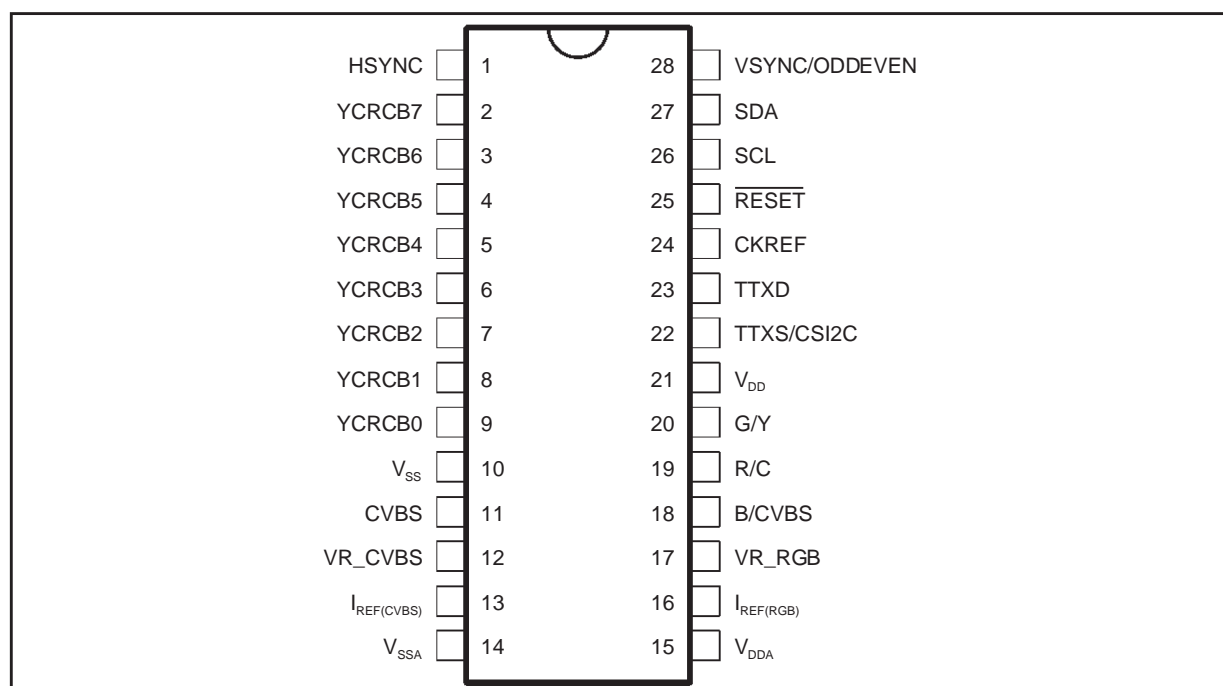 HSYNC 1 28 VSYNC/ODDEVEN
YCRCB7 2 27 SDA
YCRCB6 3 26 SCL
YCRCB5 4 25 RESET
YCRCB4 5 24 CKREF
YCRCB3 6 23 TTXD
YCRCB2 7 22 TTXS/CSI2C
YCRCB1 8 21 VDD
YCRCB0 9 20 G/Y
VSS 10 19 R/C
CVBS 11 18 B/CVBS
VR_CVBS 12 17 VR_RGB
IREF(CVBS) 13 16 IREF(RGB)
VSSA 14 15 VDDA